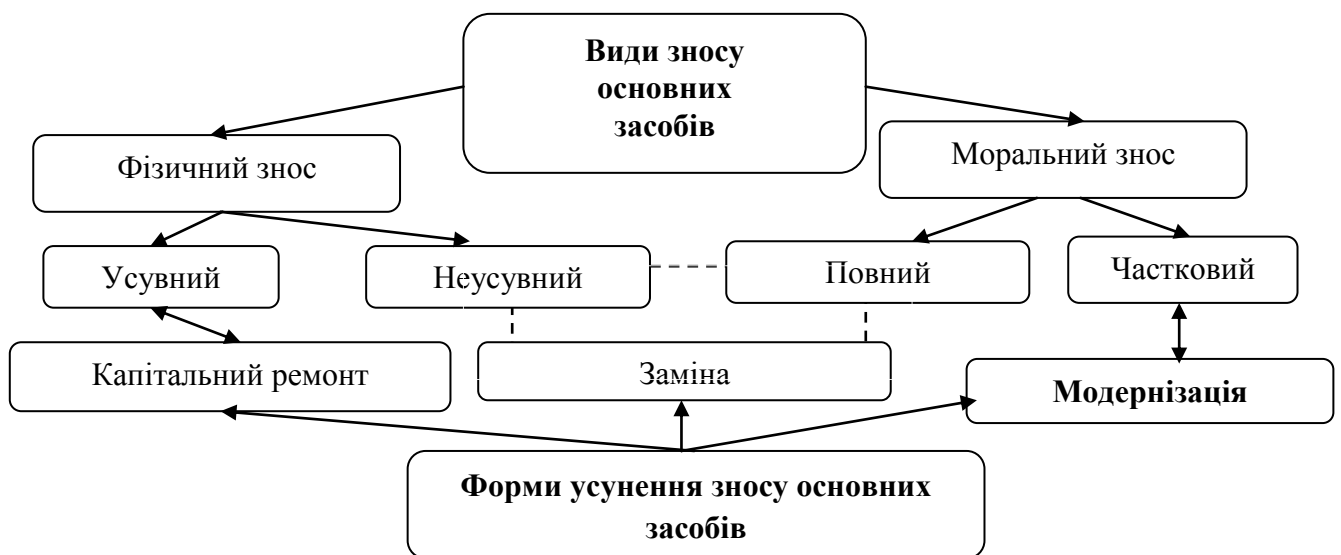 Види зносу
основних
засобів
Фізичний знос
Моральний знос
Усувний
Неусувний
Повний
Частковий
Капітальний ремонт
Заміна
Модернізація
Форми усунення зносу основних
засобів